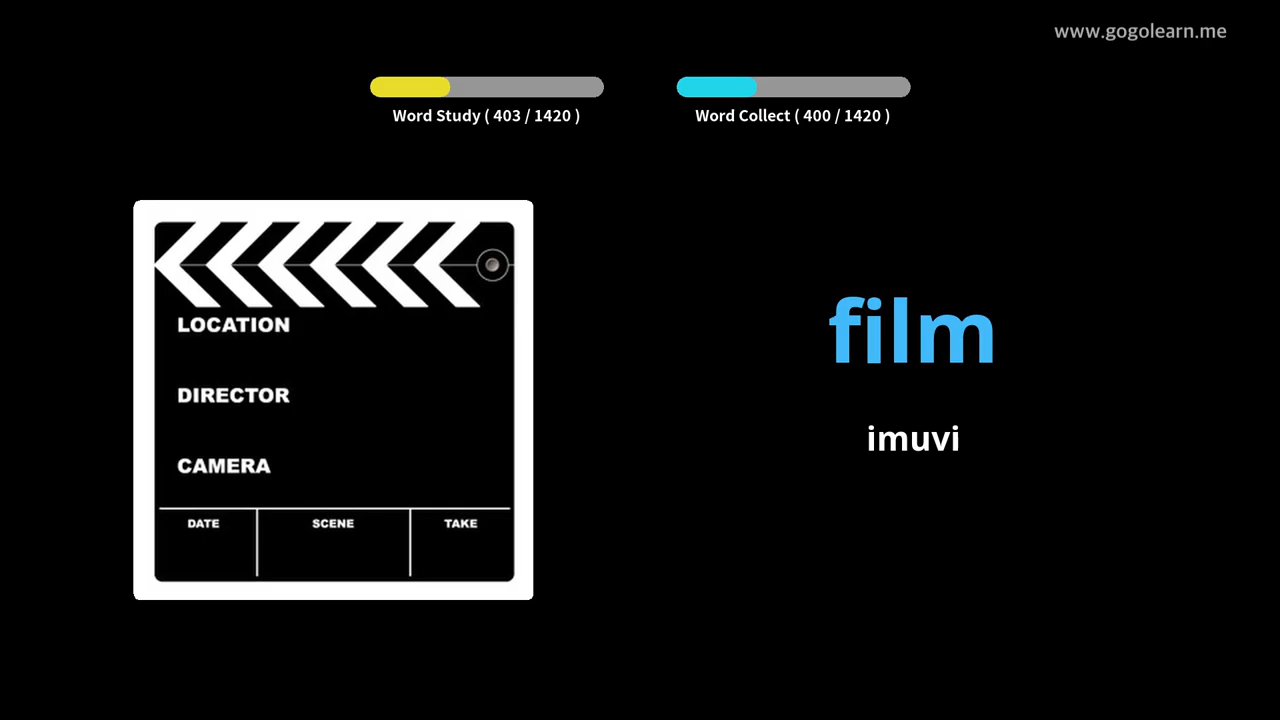 www.gogolearn.me
Word Study ( 403 / 1420 )
Word Collect ( 400 / 1420 )
LOCATION
DIRECTOR
CAMERA
DATE
SCENE
TAKE
film
imuvi